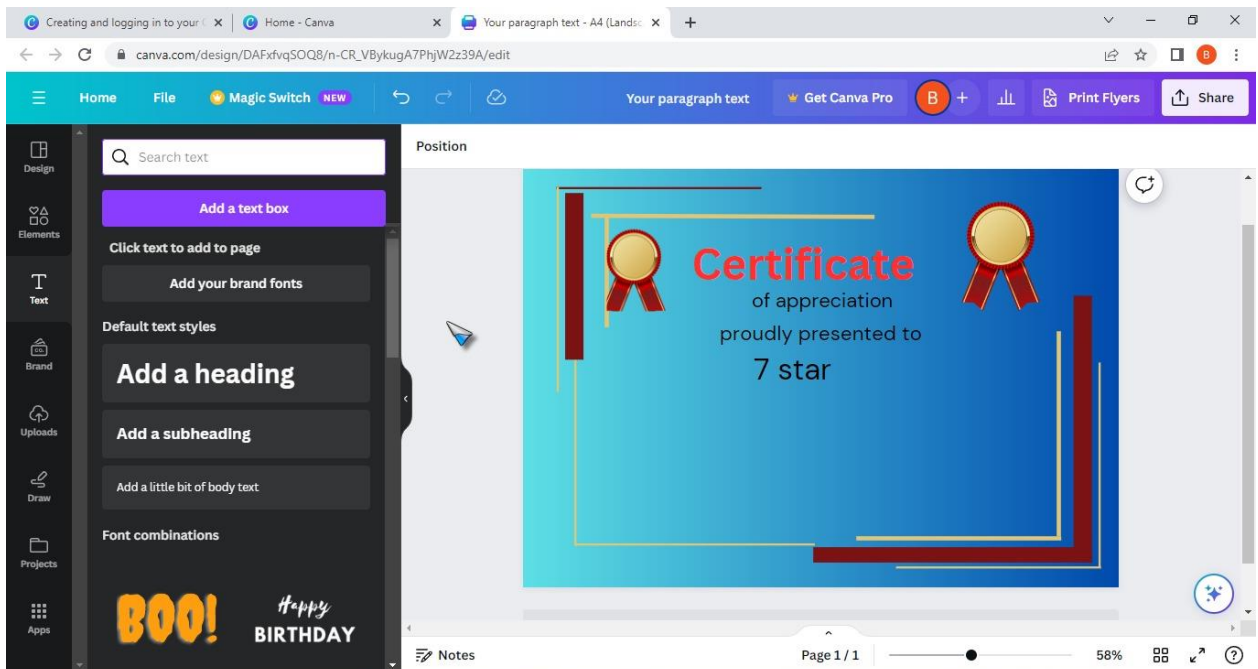 Creating and logging in to your
Home - Canva
Your paragraph text - A4 (Landsc
canva.com/design/DAFxfvqSOQ8/n-CR_VBykugA7PhjW2z39A/edit
B
Home File Magic Switch NEW Your paragraph text Get Canva Pro B + Print Flyers Share
Design
Elements
Text
Brand
Uploads
Draw
Projects
Apps
Search text
Add a text box
Click text to add to page
Add your brand fonts
Default text styles
Add a heading
Add a subheading
Add a little bit of body text
Font combinations
BOO!
Happy
BIRTHDAY
Position
Certificate
of appreciation
proudly presented to
7 star
Notes Page 1 / 1 58%